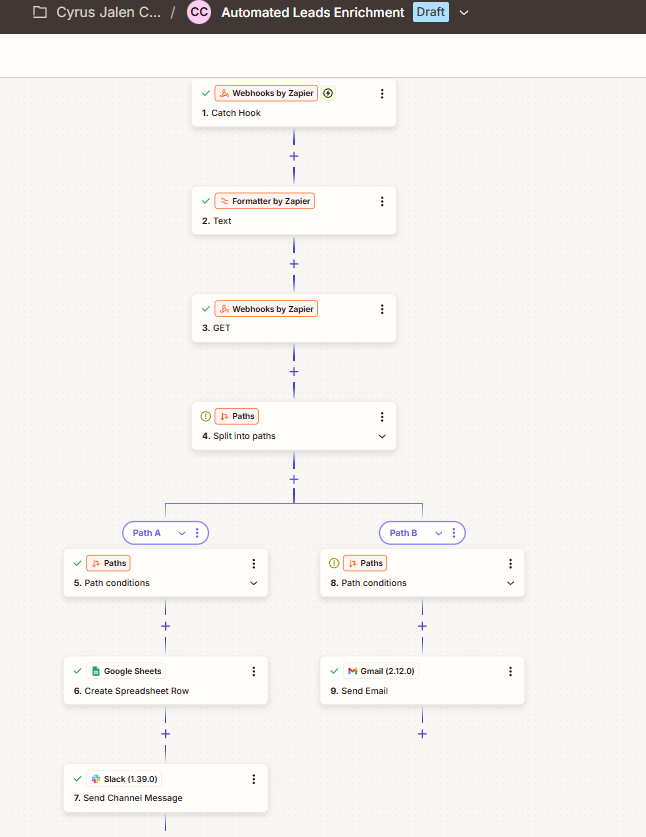 Cyrus Jalen C... / CC Automated Leads Enrichment Draft
Webhooks by Zapier
1. Catch Hook
Formatter by Zapier
2. Text
Webhooks by Zapier
3. GET
Paths
4. Split into paths
Path A
Path B
Paths
5. Path conditions
Paths
8. Path conditions
Google Sheets
6. Create Spreadsheet Row
Gmail (2.12.0)
9. Send Email
Slack (1.39.0)
7. Send Channel Message